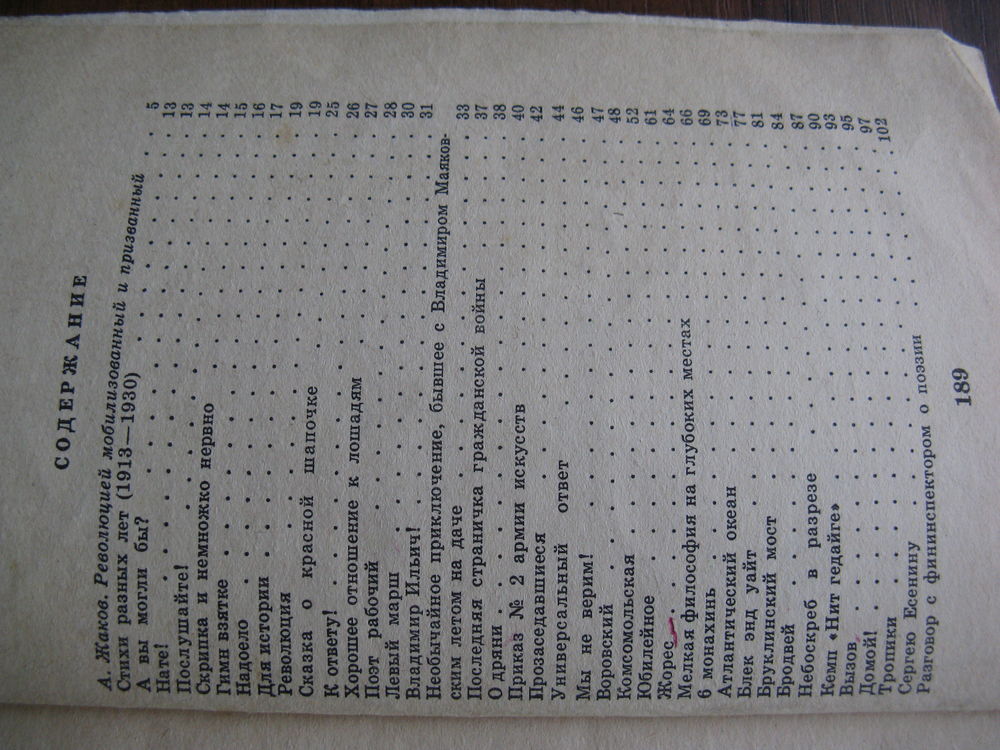 СОДЕРЖАНИЕ
А. Жаков. Революцией мобилизованный и призванный . 5
Стихи разных лет (1913—1930) . . . . . . . 13
А вы могли бы? . . . . . . . 13
Нате! . . . . . . . 14
Послушайте! . . . . . . . 14
Скрипка и немножко нервно . . . . . . . 15
Гимн взятке . . . . . . . 16
Надоело . . . . . . . 17
Для истории . . . . . . . 19
Революция . . . . . . . 19
Сказка о красной шапочке . . . . . . . 25
К ответу! . . . . . . . 26
Хорошее отношение к лошадям . . . . . . . 27
Поэт рабочий . . . . . . . 28
Левый марш . . . . . . . 30
Владимир Ильич! . . . . . . . 31
Необычайное приключение, бывшее с Владимиром Маяков-
ским летом на даче . . . . . . . 33
Последняя страничка гражданской войны . . . . . . . 37
О дряни . . . . . . . 38
Приказ № 2 армии искусств . . . . . . . 40
Прозаседавшиеся . . . . . . . 42
Универсальный ответ . . . . . . . 44
Мы не верим! . . . . . . . 46
Воровский . . . . . . . 47
Комсомольская . . . . . . . 48
Юбилейное . . . . . . . 52
Жорес . . . . . . . 61
Мелкая философия на глубоких местах . . . . . . . 64
6 монахинь . . . . . . . 66
Атлантический океан . . . . . . . 69
Блек энд уайт . . . . . . . 73
Бруклинский мост . . . . . . . 77
Бродвей . . . . . . . 81
Небоскреб в разрезе . . . . . . . 84
Кемп «Нит гедайге» . . . . . . . 87
Вызов . . . . . . . 90
Домой! . . . . . . . 93
Тропики . . . . . . . 95
Сергею Есенину . . . . . . . 97
Разговор с фининспектором о поэзии . . . . . . . 102
189